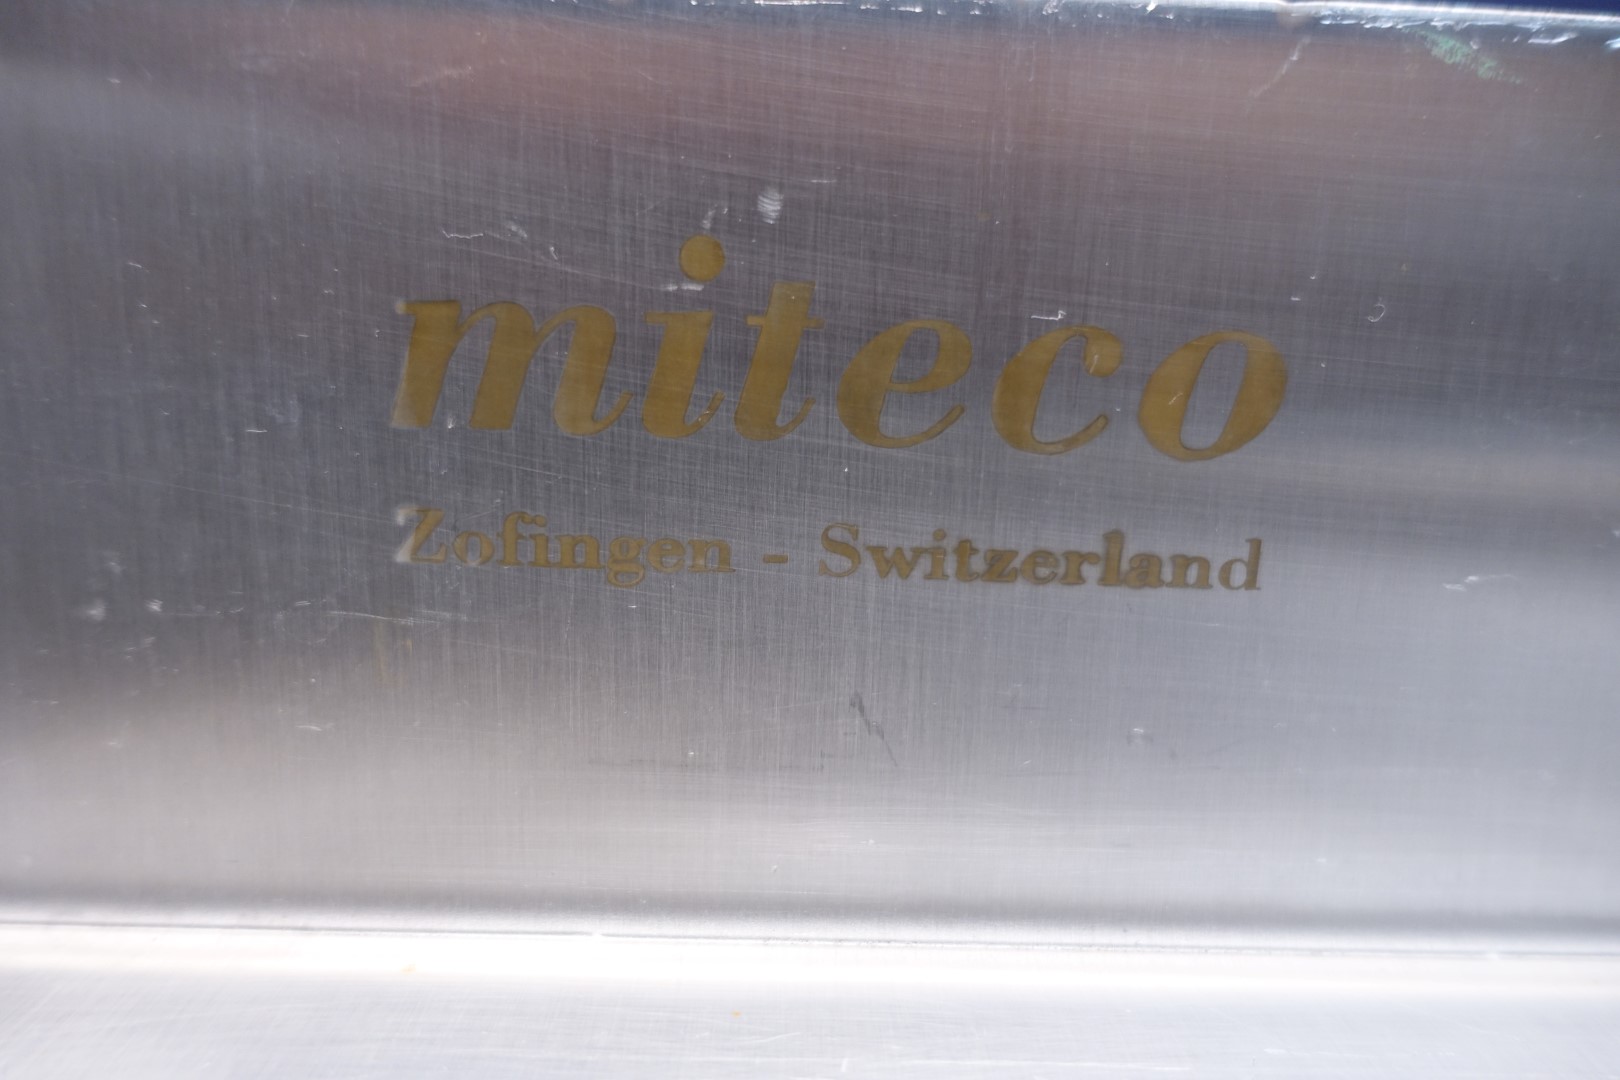 miteco
Zofingen - Switzerland